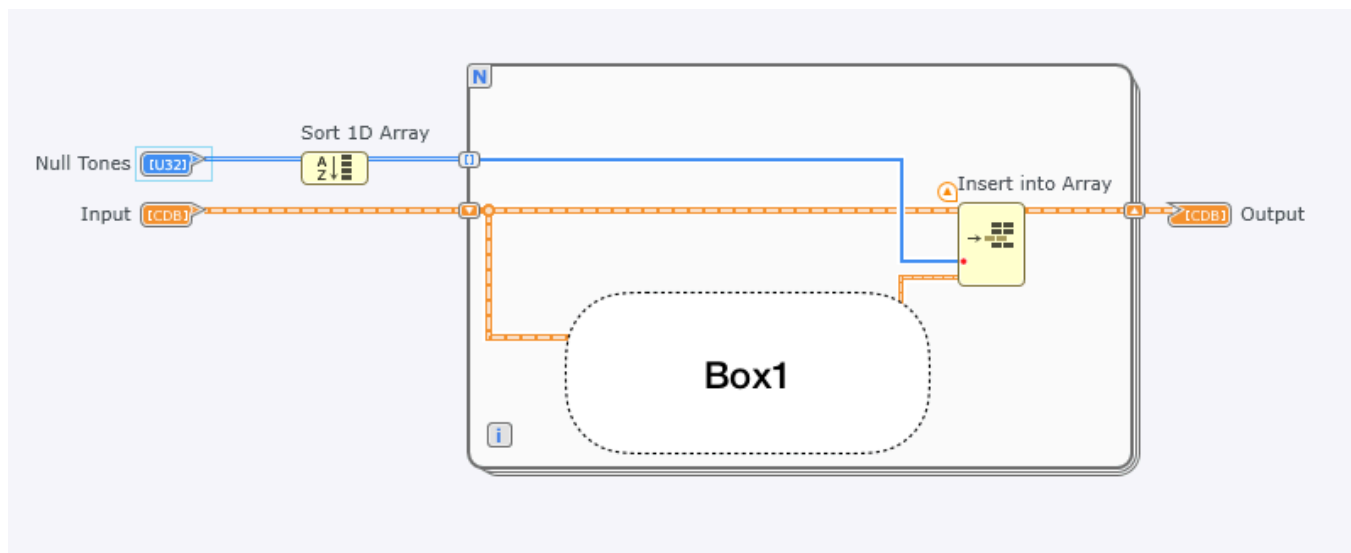 N
Sort 1D Array
Null Tones [U32]
A
Z
[]
Insert into Array
Input [CDB]
[CDB] Output
Box1
i